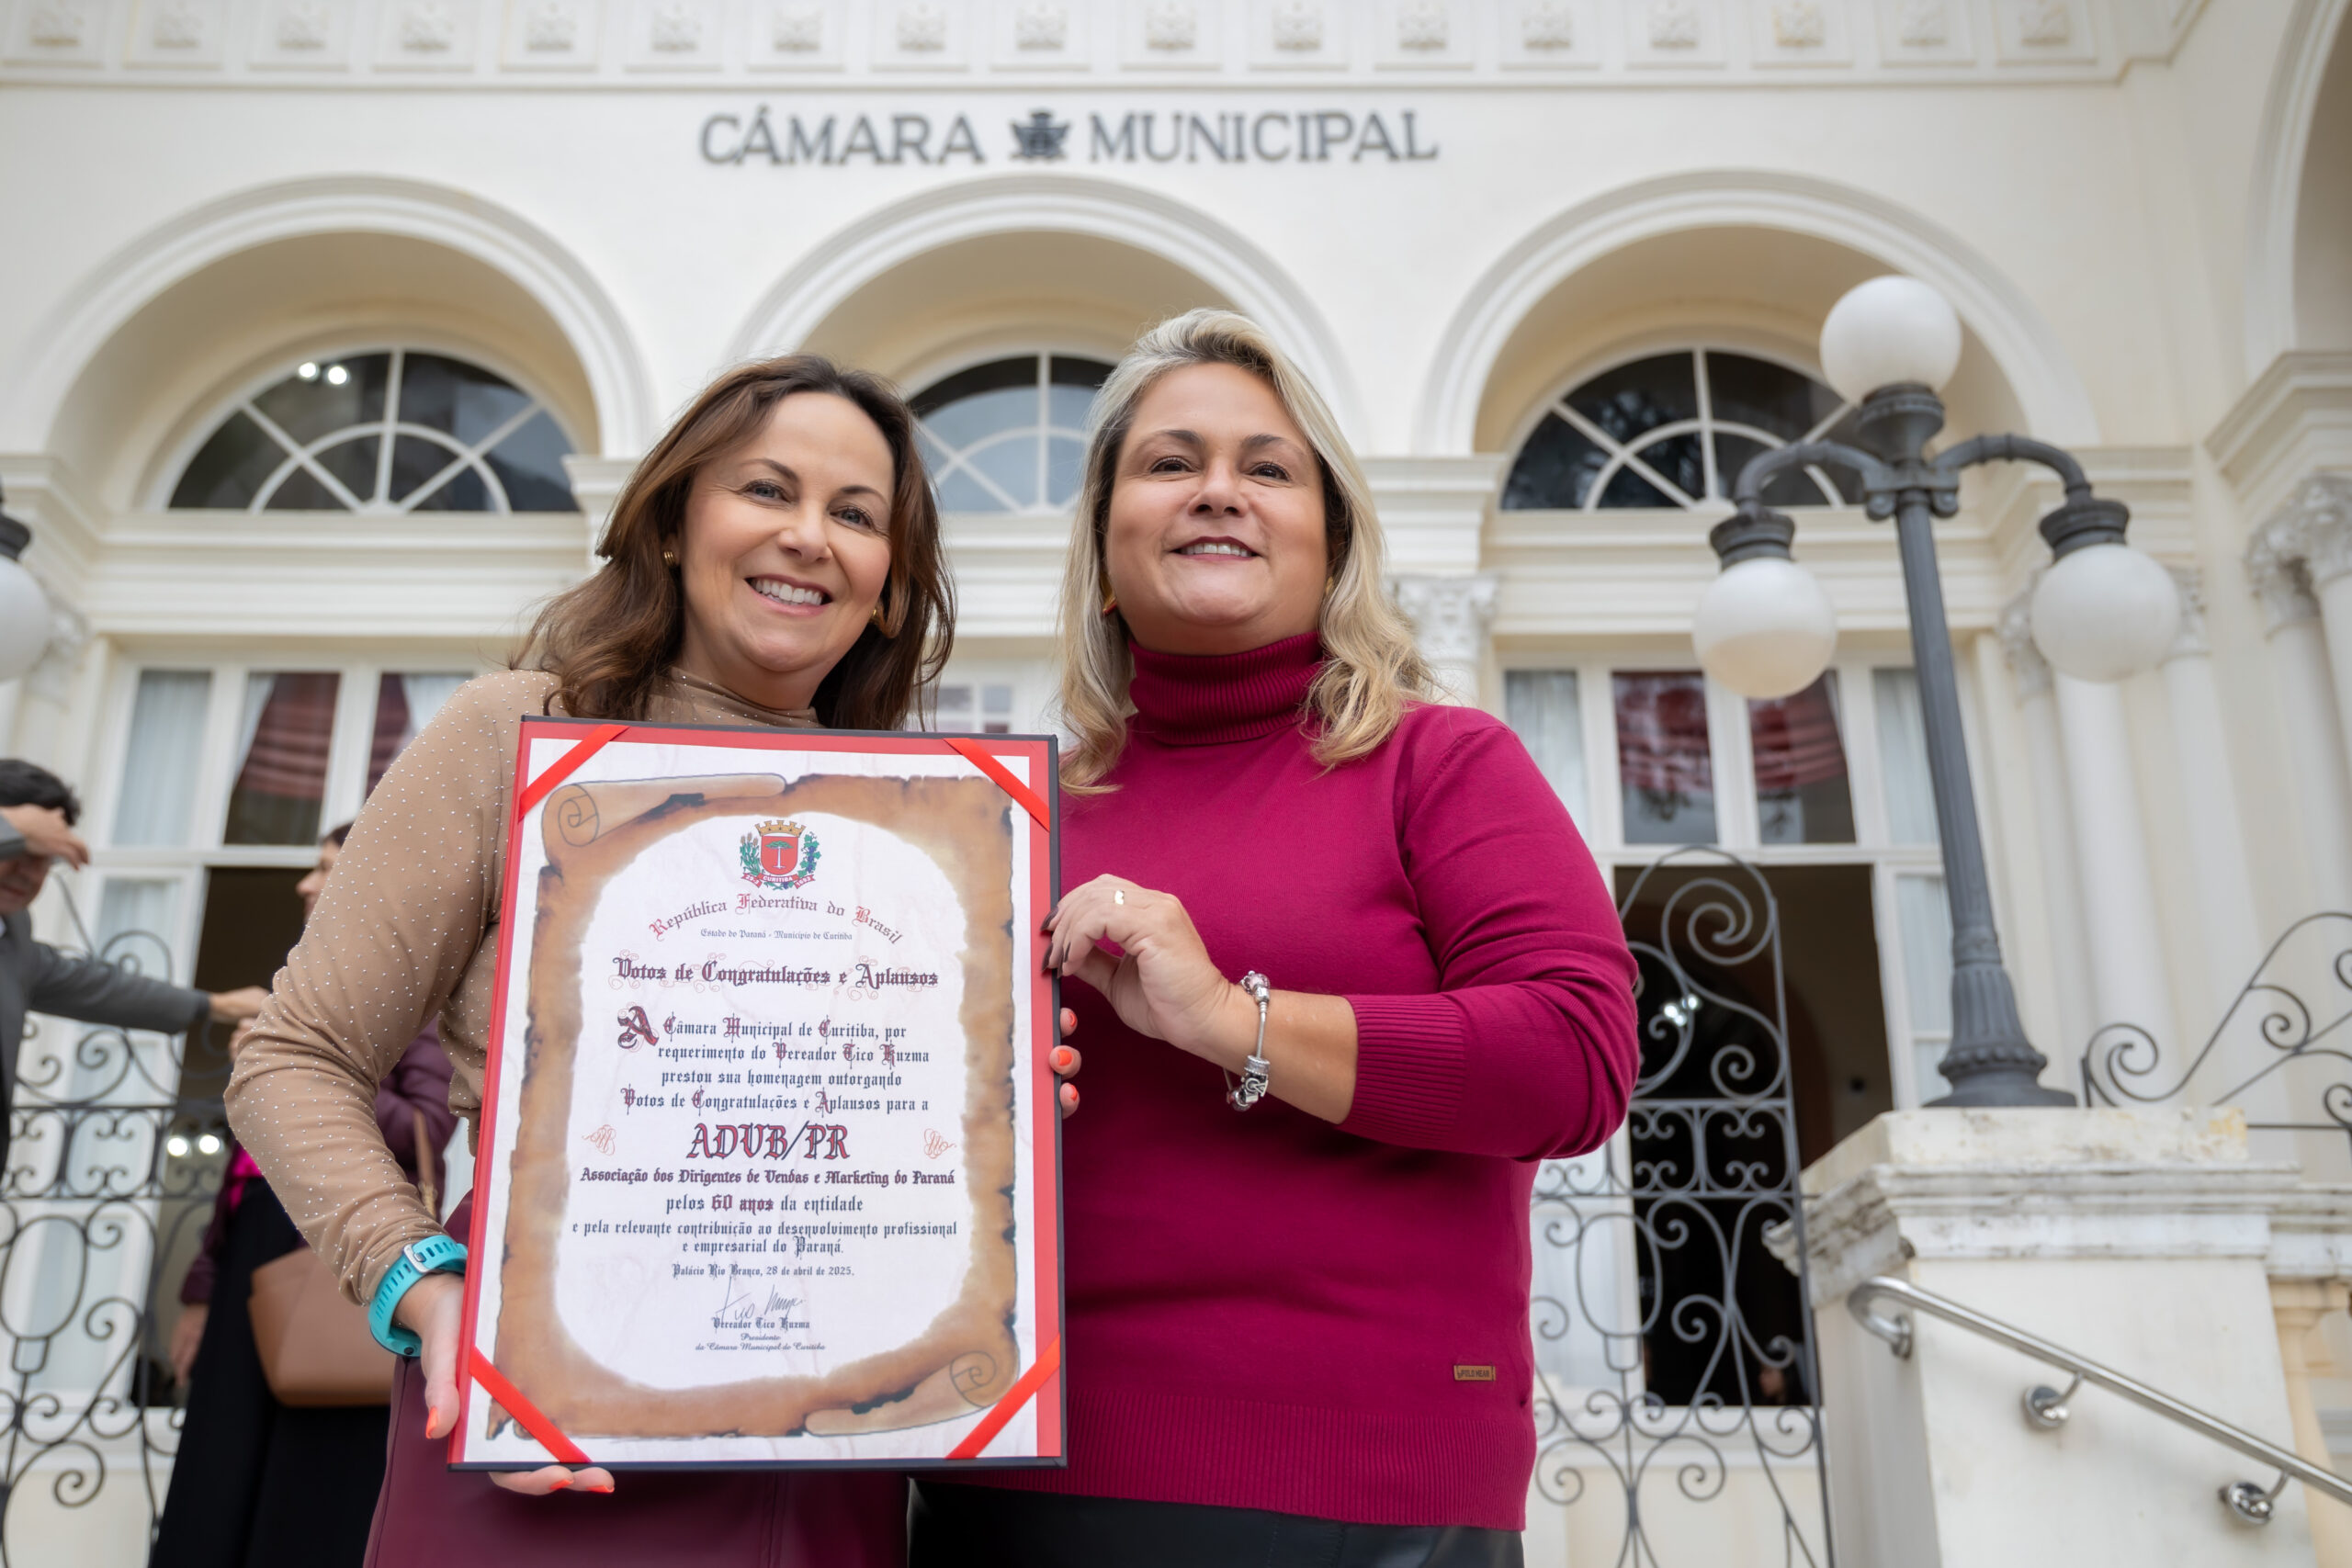 CÁMARA MUNICIPAL
CURITIBA
República Federativa do Brasil
Estado do Paraná - Município de Curitiba
Votos de Congratulações e Aplausos
A Câmara Municipal de Curitiba, por
requerimento do Vereador Tico Kuzma
prestou sua homenagem outorgando
Votos de Congratulações e Aplausos para a
ADVB/PR
Associação dos Dirigentes de Vendas e Marketing do Paraná
pelos 60 anos da entidade
e pela relevante contribuição ao desenvolvimento profissional
e empresarial do Paraná.
Palácio Rio Branco, 28 de abril de 2025.
Vereador Tico Kuzma
Presidente
da Câmara Municipal de Curitiba